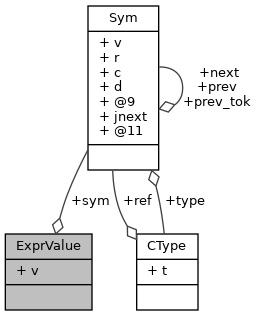 Sym
+ v
+ r
+ c
+ d
+ @9
+ jnext
+ @11
+next
+prev
+prev_tok
+sym
+ref
+type
ExprValue
+ v
CType
+ t